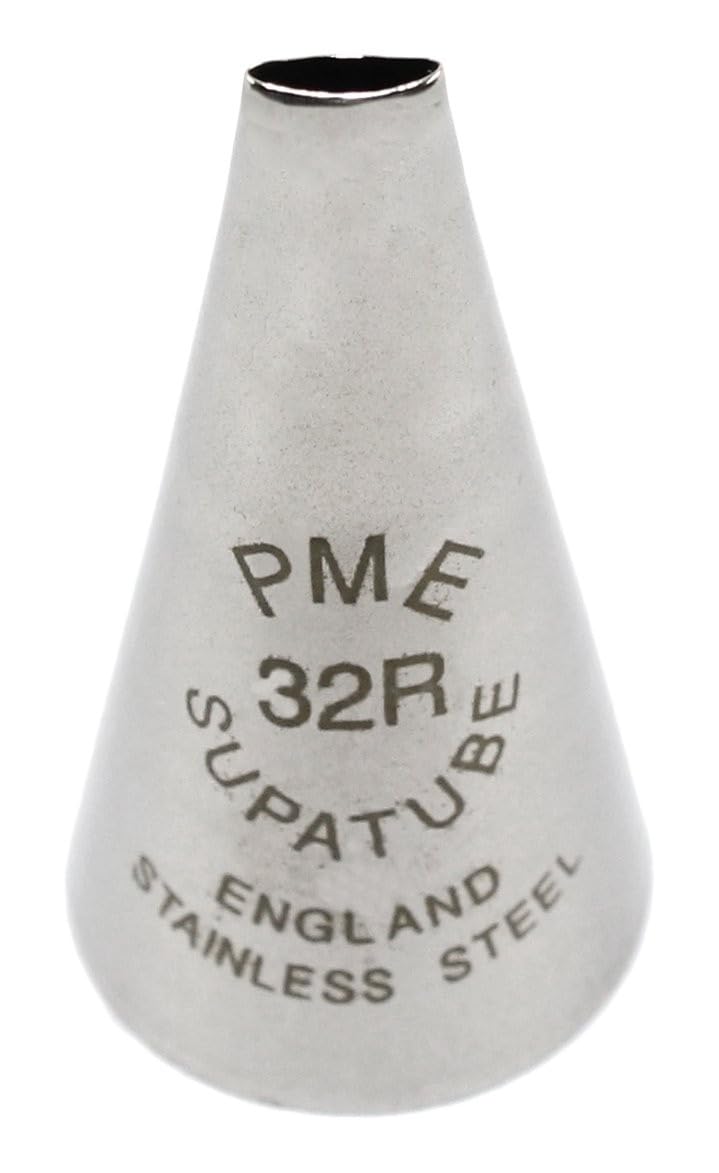 PME
32R
SUPATUBE
ENGLAND
STAINLESS STEEL